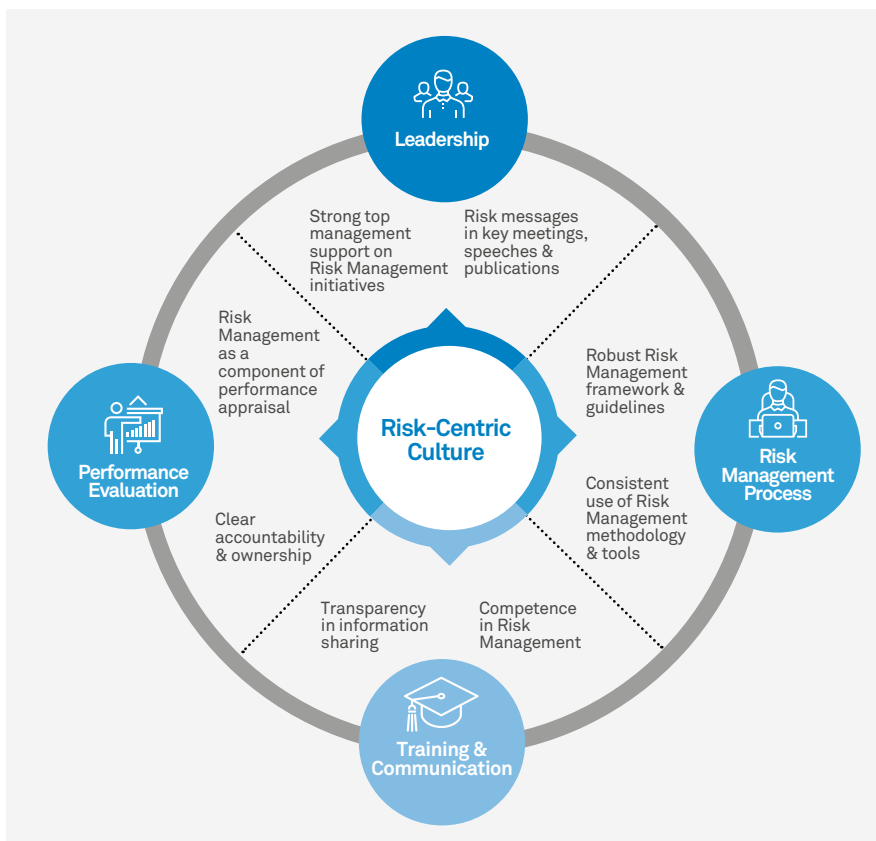 Leadership
Strong top
management
support on
Risk Management
initiatives
Risk messages
in key meetings,
speeches &
publications
Risk
Management
as a
component of
performance
appraisal
Robust Risk
Management
framework &
guidelines
Risk-Centric
Culture
Performance
Evaluation
Risk
Management
Process
Clear
accountability
& ownership
Consistent
use of Risk
Management
methodology
& tools
Transparency
in information
sharing
Competence
in Risk
Management
Training &
Communication